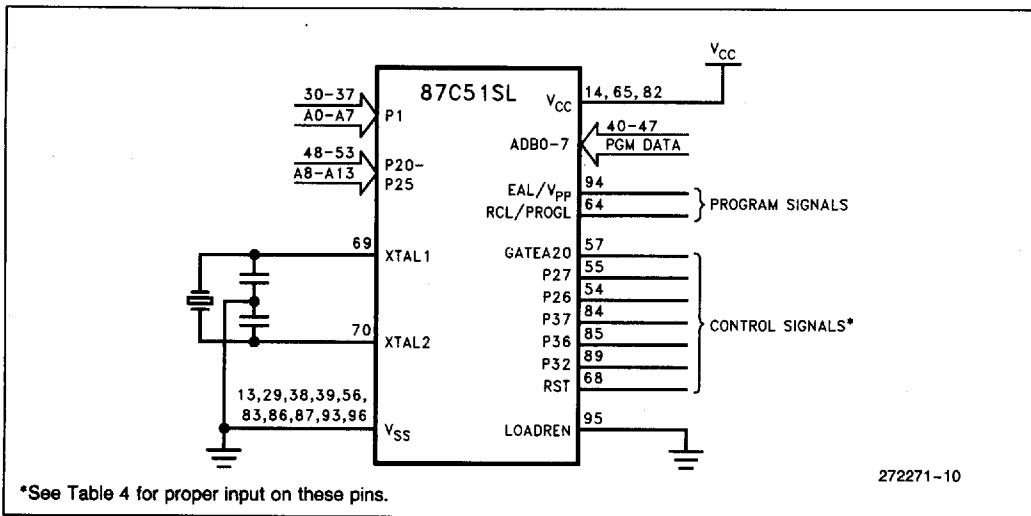 87C51SL
30-37
A0-A7
P1
48-53
A8-A13
P20-
P25
69
XTAL1
70
XTAL2
13,29,38,39,56,
83,86,87,93,96
VSS
VCC
VCC
14,65,82
ADB0-7
40-47
PGM DATA
EAL/VPP
94
RCL/PROGL
64
PROGRAM SIGNALS
GATEA20
57
P27
55
P26
54
P37
84
P36
85
P32
89
RST
68
CONTROL SIGNALS*
LOADREN
95
272271-10
*See Table 4 for proper input on these pins.